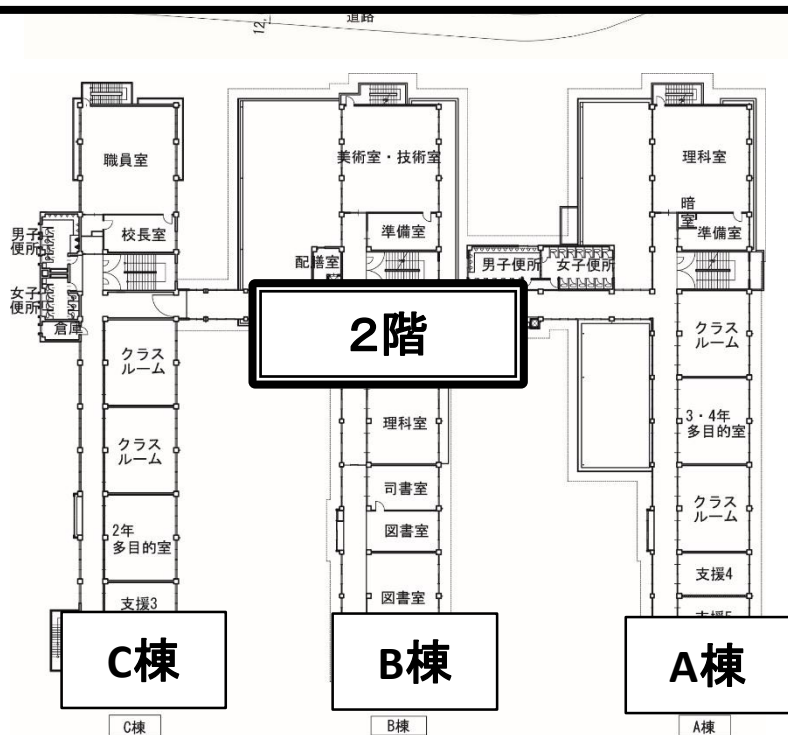 道路
12,
職員室
美術室・技術室
理科室
暗
室
男子
便所
校長室
準備室
準備室
配膳室
男子便所
女子便所
女子
便所
倉庫
2階
クラス
ルーム
クラス
ルーム
クラス
ルーム
2年
多目的室
支援3
理科室
司書室
図書室
図書室
3・4年
多目的室
クラス
ルーム
支援4
C棟
B棟
A棟
C棟
B棟
A棟